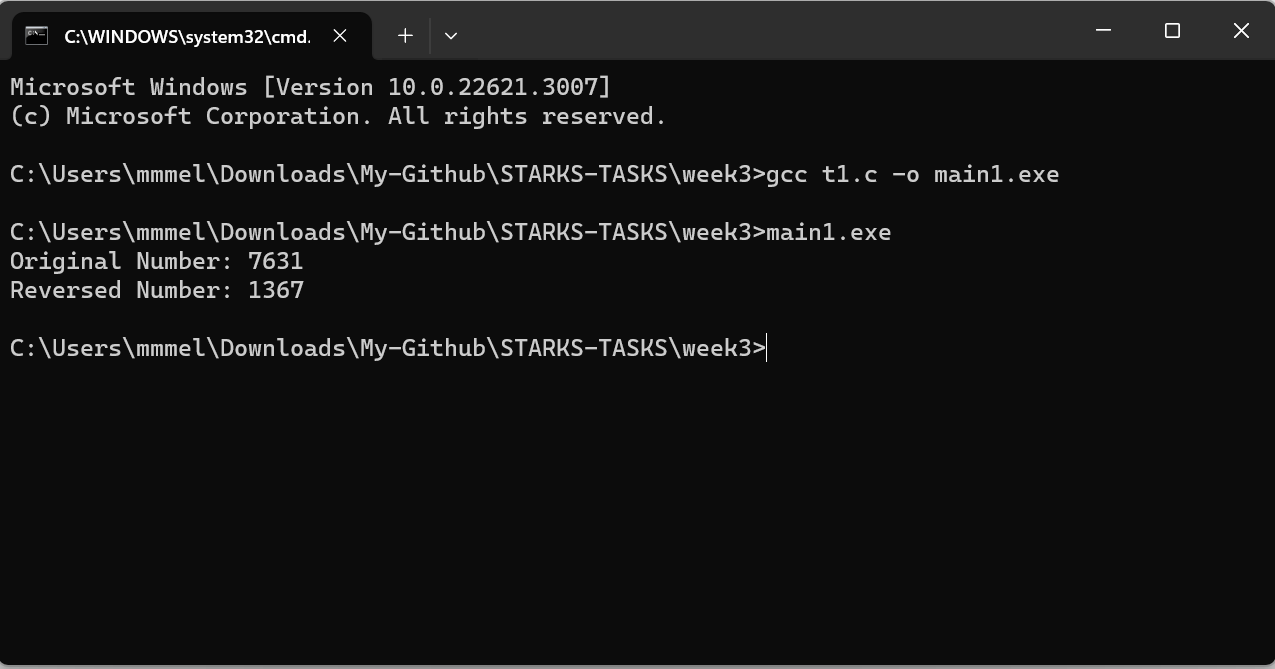 C:\WINDOWS\system32\cmd.
Microsoft Windows [Version 10.0.22621.3007]
(c) Microsoft Corporation. All rights reserved.
C:\Users\mmmel\Downloads\My-Github\STARKS-TASKS\week3>gcc t1.c -o main1.exe
C:\Users\mmmel\Downloads\My-Github\STARKS-TASKS\week3>main1.exe
Original Number: 7631
Reversed Number: 1367
C:\Users\mmmel\Downloads\My-Github\STARKS-TASKS\week3>